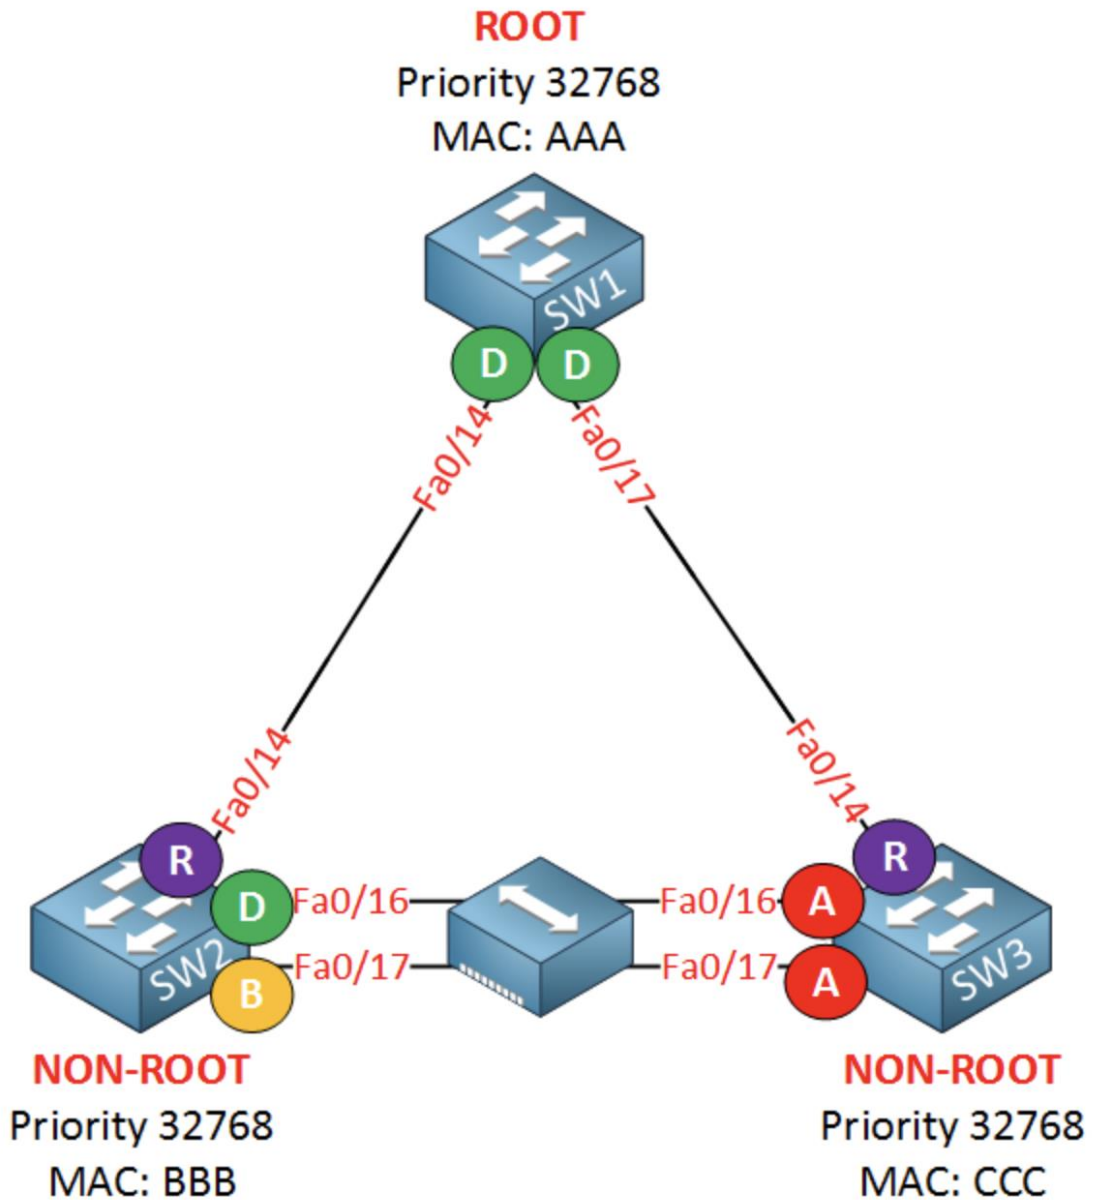 ROOT
Priority 32768
MAC: AAA
SW1
D D
Fa0/14 Fa0/17
Fa0/14 Fa0/14
R R
D Fa0/16 Fa0/16 A
SW2 SW3
B Fa0/17 Fa0/17 A
NON-ROOT NON-ROOT
Priority 32768 Priority 32768
MAC: BBB MAC: CCC